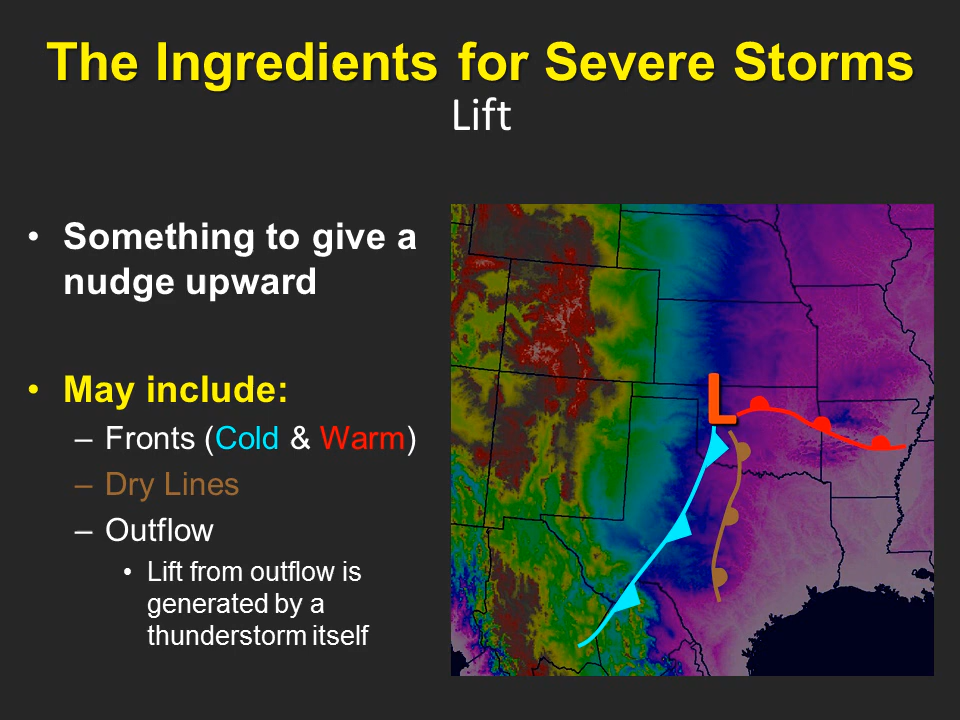 The Ingredients for Severe Storms
Lift
• Something to give a
nudge upward
• May include:
– Fronts (Cold & Warm)
– Dry Lines
– Outflow
• Lift from outflow is
generated by a
thunderstorm itself
L